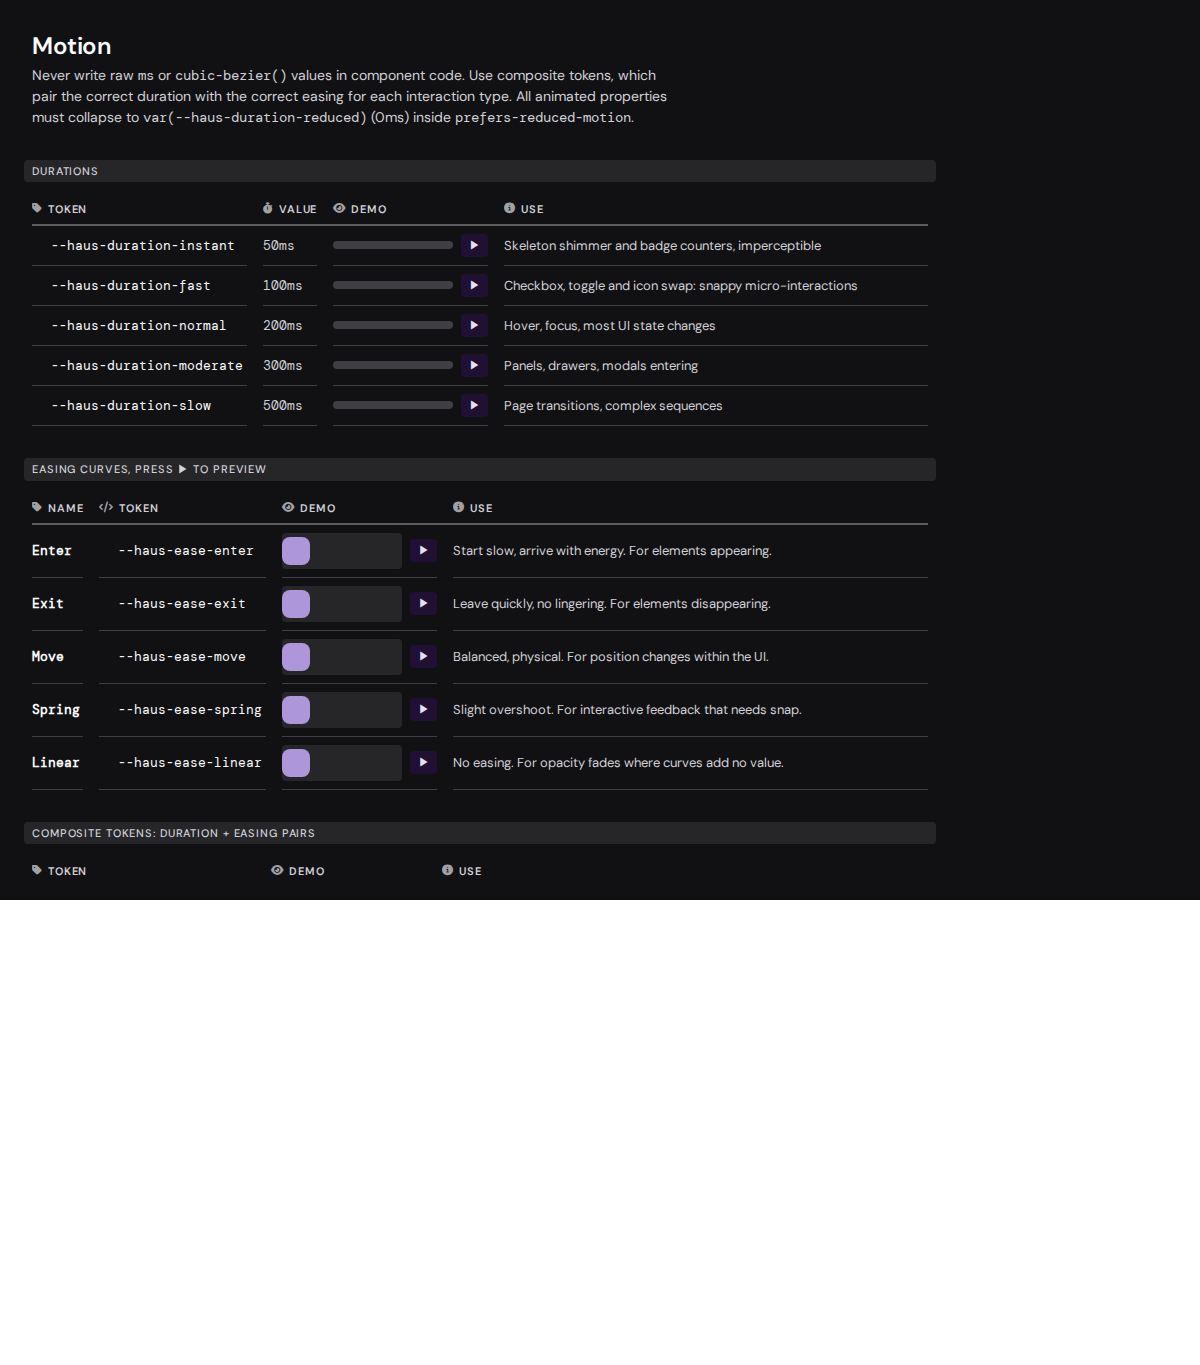 Motion
Never write raw ms or cubic-bezier() values in component code. Use composite tokens, which
pair the correct duration with the correct easing for each interaction type. All animated properties
must collapse to var(--haus-duration-reduced) (0ms) inside prefers-reduced-motion.
DURATIONS
TOKEN VALUE DEMO USE
--haus-duration-instant 50ms Skeleton shimmer and badge counters, imperceptible
--haus-duration-fast 100ms Checkbox, toggle and icon swap: snappy micro-interactions
--haus-duration-normal 200ms Hover, focus, most UI state changes
--haus-duration-moderate 300ms Panels, drawers, modals entering
--haus-duration-slow 500ms Page transitions, complex sequences
EASING CURVES, PRESS ▶ TO PREVIEW
NAME TOKEN DEMO USE
Enter --haus-ease-enter Start slow, arrive with energy. For elements appearing.
Exit --haus-ease-exit Leave quickly, no lingering. For elements disappearing.
Move --haus-ease-move Balanced, physical. For position changes within the UI.
Spring --haus-ease-spring Slight overshoot. For interactive feedback that needs snap.
Linear --haus-ease-linear No easing. For opacity fades where curves add no value.
COMPOSITE TOKENS: DURATION + EASING PAIRS
TOKEN DEMO USE